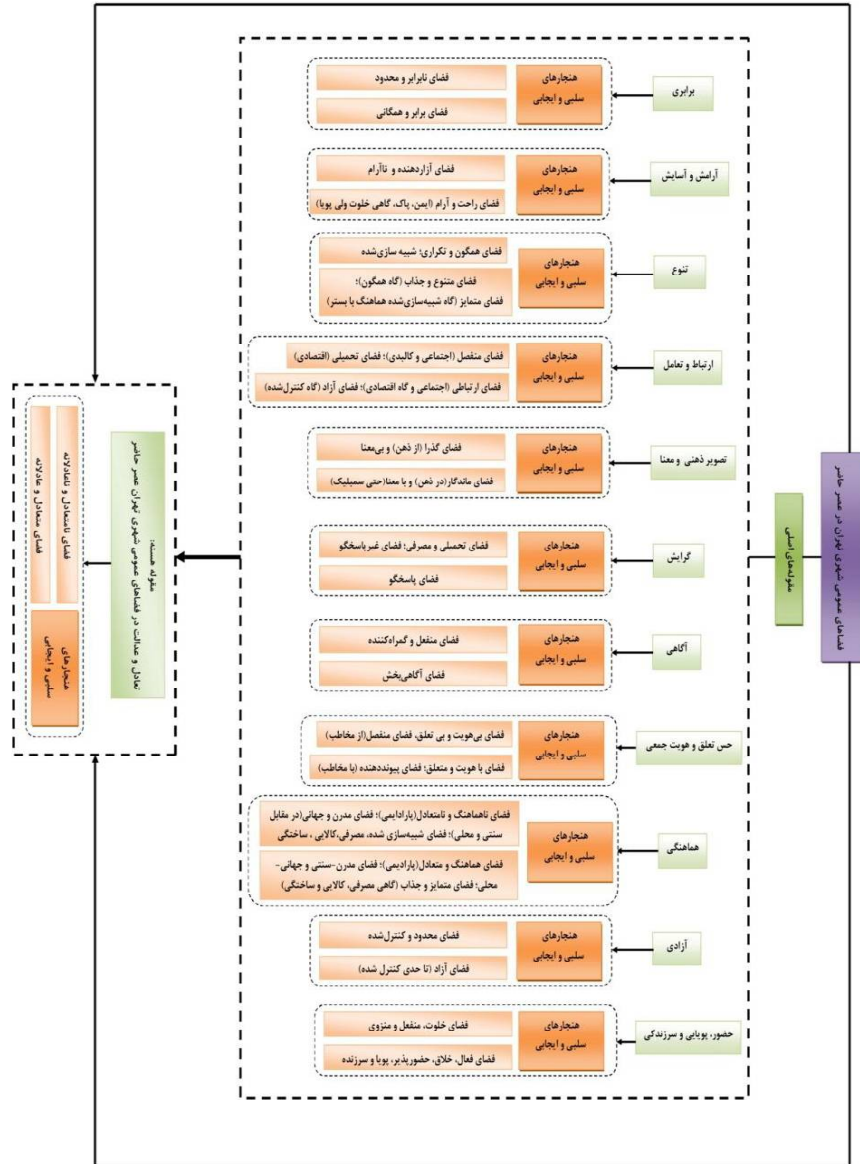 فضاهای عمومی شهری تهران در عصر حاضر
مقوله‌های اصلی
برابری
هنجارهای
سلبی و ایجابی
فضای نابرابر و محدود
فضای برابر و همگانی
آرامش و آسایش
هنجارهای
سلبی و ایجابی
فضای آزاردهنده و ناآرام
فضای راحت و آرام (ایمن، پاک، گاهی خلوت ولی پویا)
تنوع
هنجارهای
سلبی و ایجابی
فضای همگون و تکراری؛ شبیه سازی‌شده
فضای متنوع و جذاب (گاه همگون)؛
فضای متمایز (گاه شبیه‌سازی‌شده هماهنگ با بستر)
ارتباط و تعامل
هنجارهای
سلبی و ایجابی
فضای منفصل (اجتماعی و کالبدی)؛ فضای تحمیلی (اقتصادی)
فضای ارتباطی (اجتماعی و گاه اقتصادی)؛ فضای آزاد (گاه کنترل‌شده)
تصویر ذهنی و معنا
هنجارهای
سلبی و ایجابی
فضای گذرا (از ذهن) و بی‌معنا
فضای ماندگار(در ذهن) و با معنا(حتی سمبلیک)
گرایش
هنجارهای
سلبی و ایجابی
فضای تحمیلی و مصرفی؛ فضای غیرپاسخگو
فضای پاسخگو
آگاهی
هنجارهای
سلبی و ایجابی
فضای منفعل و گمراه‌کننده
فضای آگاهی‌بخش
حس تعلق و هویت جمعی
هنجارهای
سلبی و ایجابی
فضای بی‌هویت و بی تعلق، فضای منفصل(از مخاطب)
فضای با هویت و متعلق؛ فضای پیونددهنده (با مخاطب)
هماهنگی
هنجارهای
سلبی و ایجابی
فضای ناهماهنگ و نامتعادل(پارادایمی)؛ فضای مدرن و جهانی(در مقابل
سنتی و محلی)؛ فضای شبیه‌سازی شده، مصرفی،کالایی ، ساختگی
فضای هماهنگ و متعادل(پارادیمی)؛ فضای مدرن-سنتی و جهانی-
محلی؛ فضای متمایز و جذاب (گاهی مصرفی، کالایی و ساختگی)
آزادی
هنجارهای
سلبی و ایجابی
فضای محدود و کنترل‌شده
فضای آزاد (تا حدی کنترل شده)
حضور، پویایی و سرزندگی
هنجارهای
سلبی و ایجابی
فضای خلوت، منفعل و منزوی
فضای فعال، خلاق، حضورپذیر، پویا و سرزنده
مقوله هسته:
تعادل و عدالت در فضاهای عمومی شهری تهران عصر حاضر
هنجارهای
سلبی و ایجابی
فضای نامتعادل و ناعادلانه
فضای متعادل و عادلانه